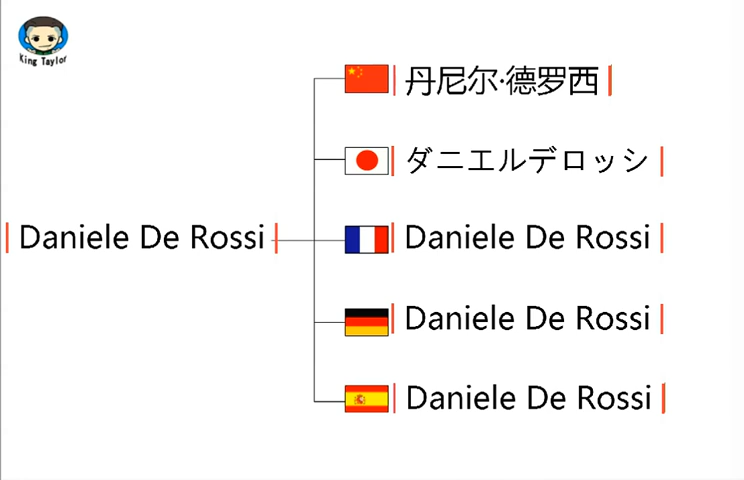 King Taylor
丹尼尔·德罗西
ダニエルデロッシ
Daniele De Rossi
Daniele De Rossi
Daniele De Rossi
Daniele De Rossi